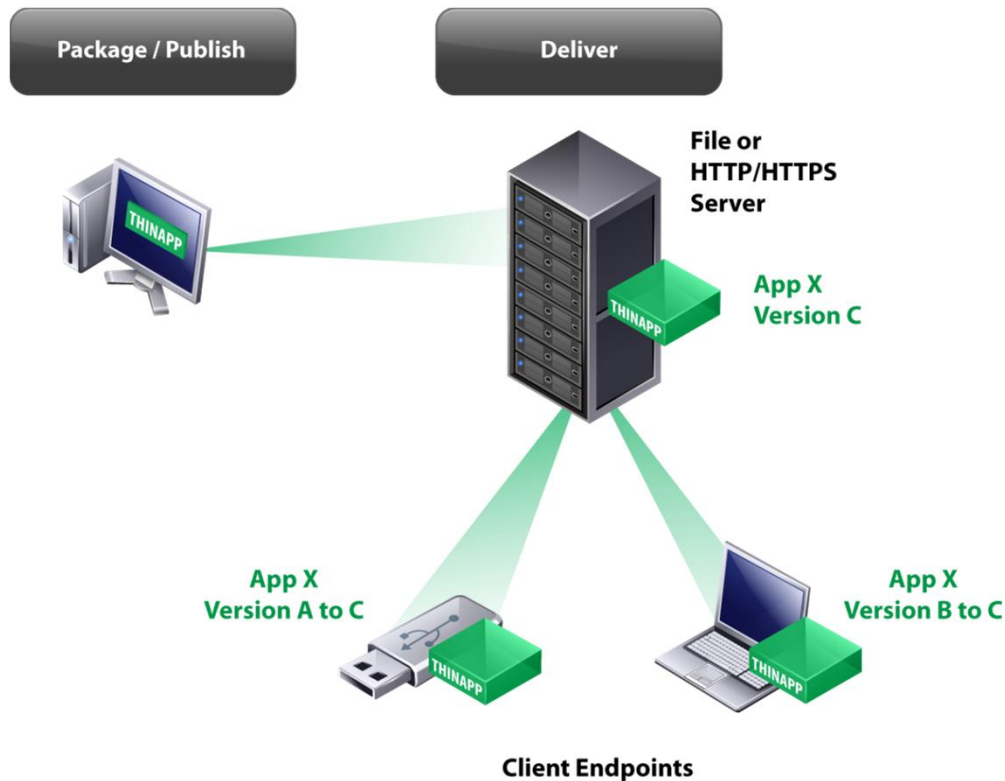 Package / Publish
Deliver
File or
HTTP/HTTPS
Server
THINAPP
THINAPP
App X
Version C
App X
Version A to C
App X
Version B to C
THINAPP
THINAPP
Client Endpoints